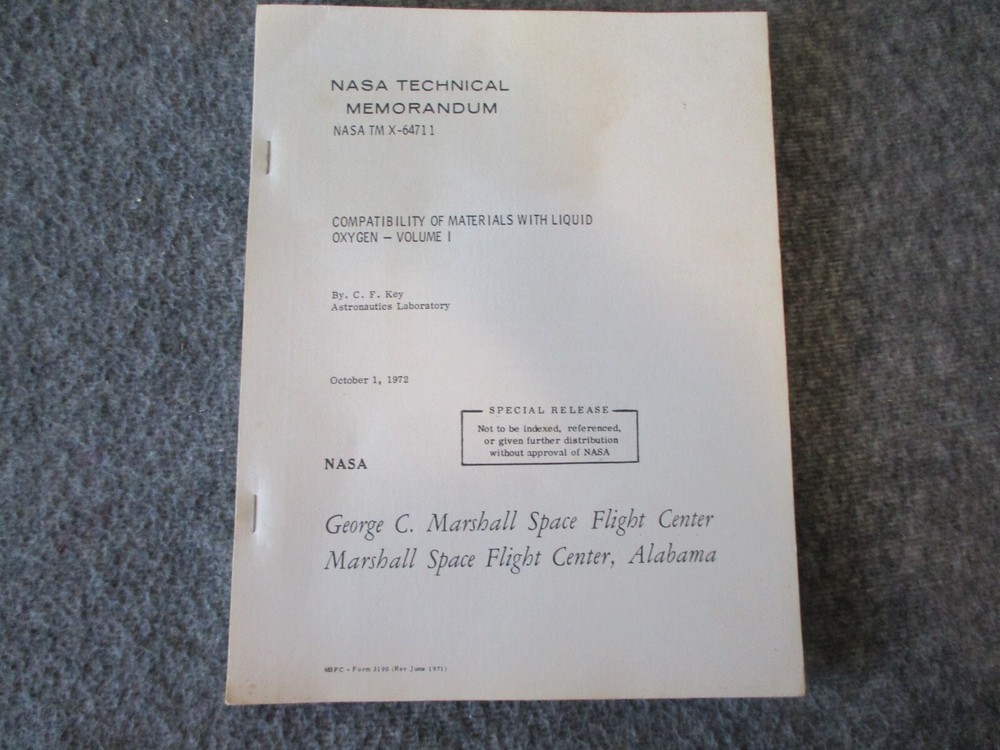 NASA TECHNICAL
MEMORANDUM
NASA TM X-64711
COMPATIBILITY OF MATERIALS WITH LIQUID
OXYGEN — VOLUME I
By. C. F. Key
Astronautics Laboratory
October 1, 1972
SPECIAL RELEASE
Not to be indexed, referenced,
or given further distribution
without approval of NASA
NASA
George C. Marshall Space Flight Center
Marshall Space Flight Center, Alabama
MSFC - Form 3190 (Rev June 1971)